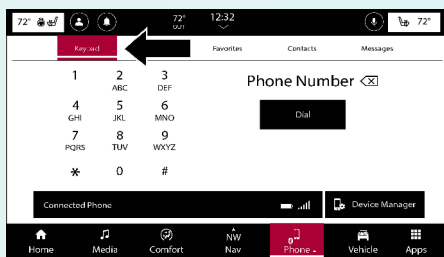 72° 72° OUT 12:32 72°
Keypad Favorites Contacts Messages
1 2 ABC 3 DEF
Phone Number
4 GHI 5 JKL 6 MNO
Dial
7 PQRS 8 TUV 9 WXYZ
* 0 #
Connected Phone Device Manager
Home Media Comfort NW Nav Phone Vehicle Apps